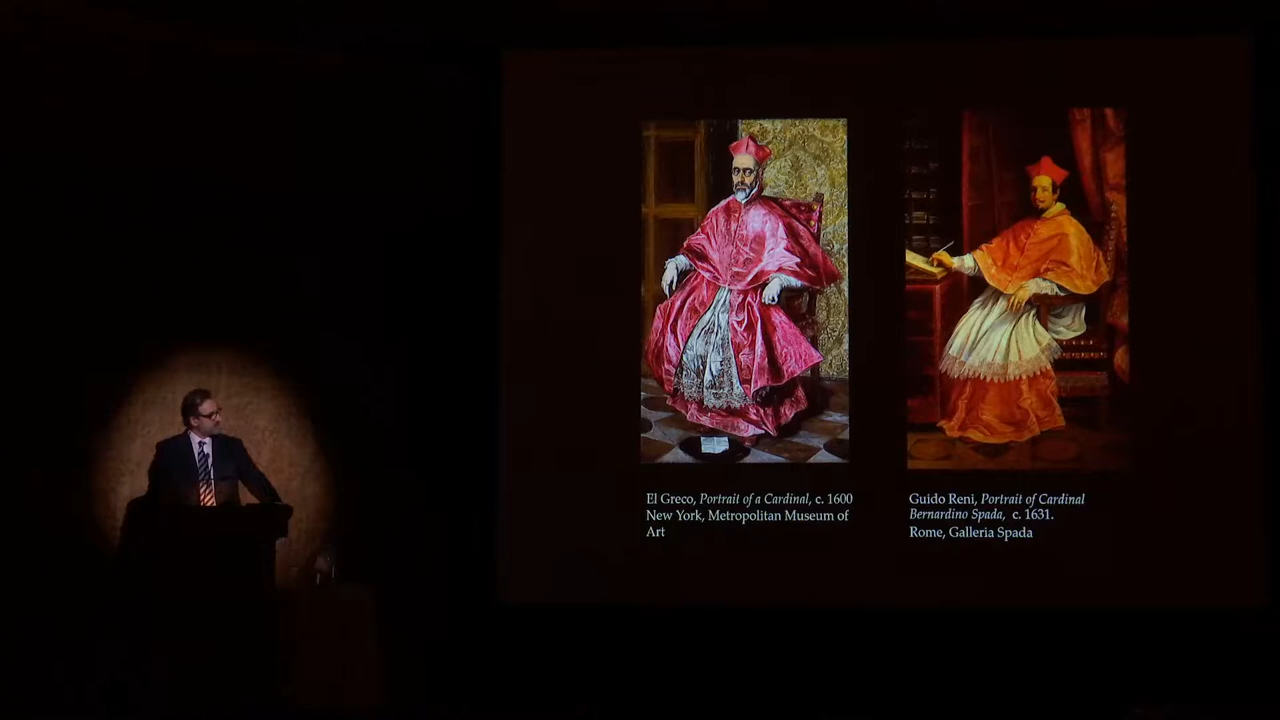 El Greco, Portrait of a Cardinal, c. 1600
New York, Metropolitan Museum of
Art
Guido Reni, Portrait of Cardinal
Bernardino Spada, c. 1631.
Rome, Galleria Spada